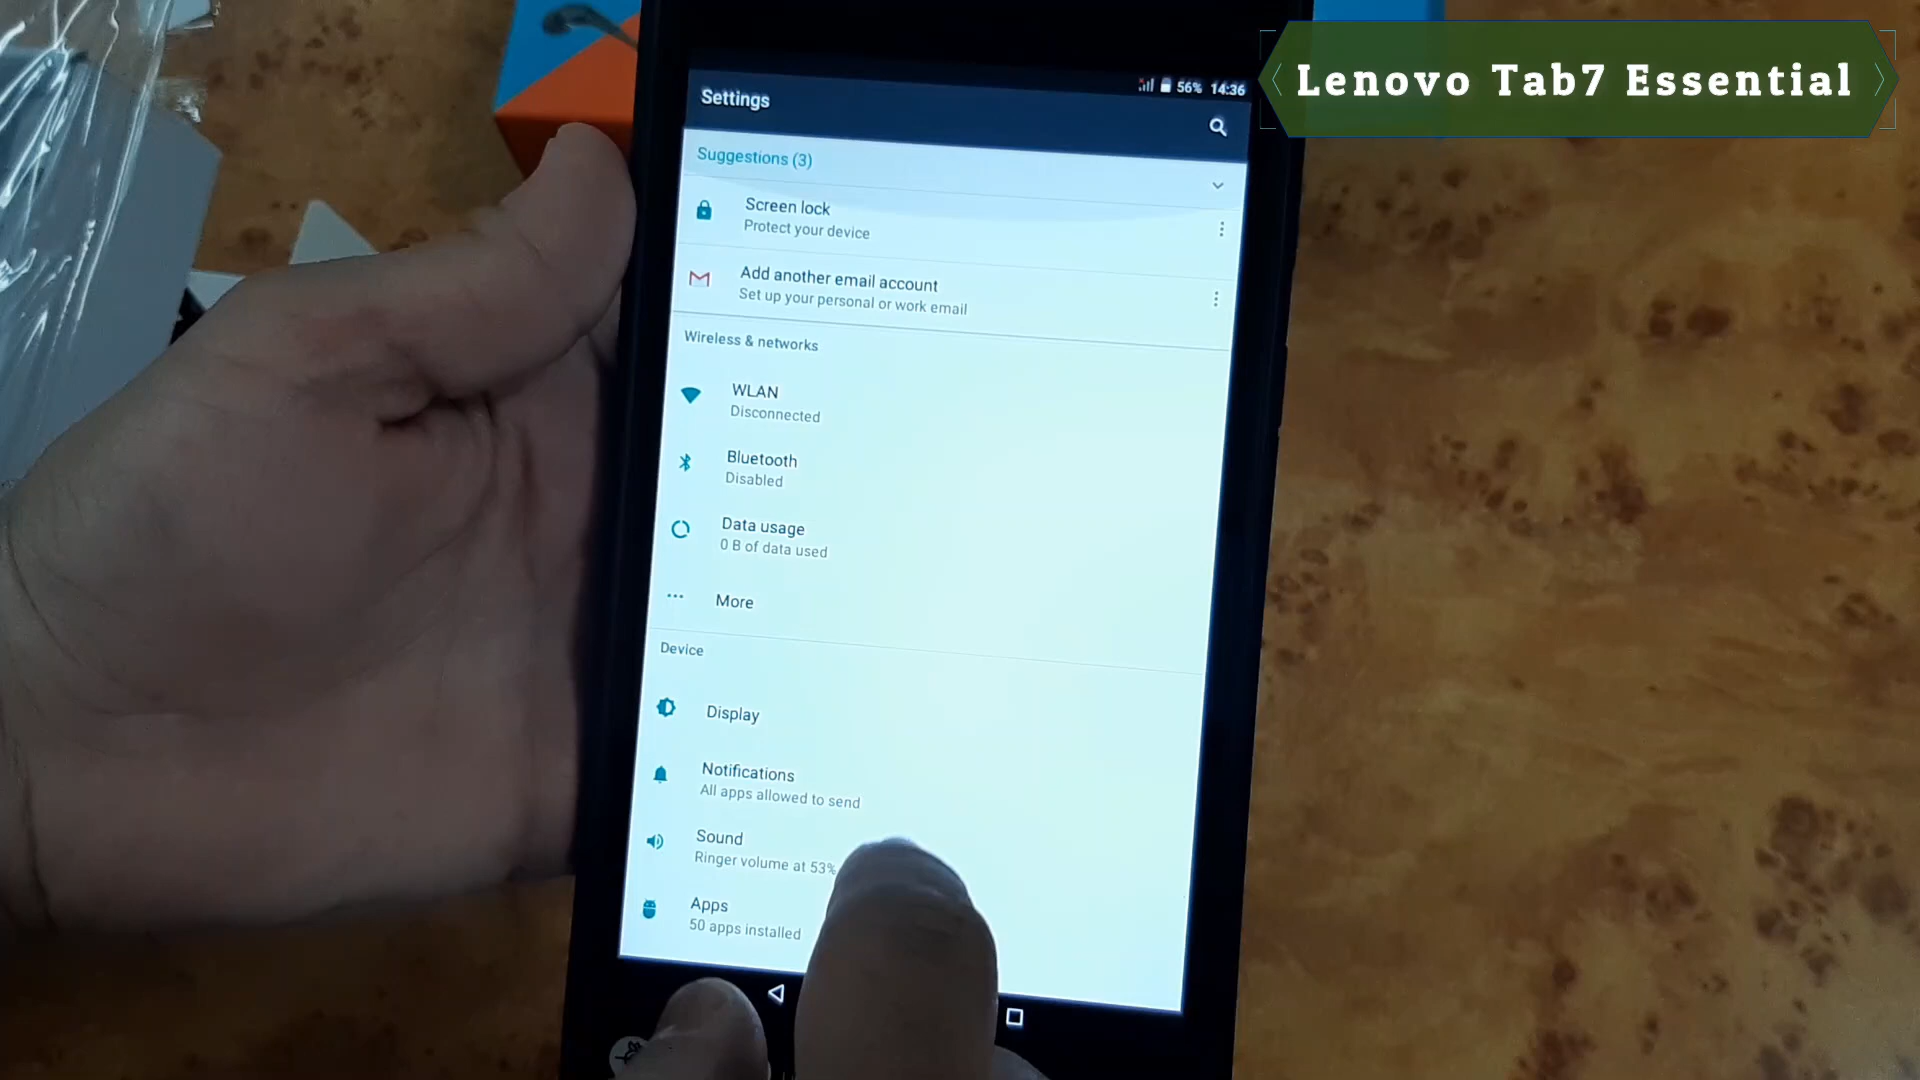 Lenovo Tab7 Essential
56% 14:36
Settings
Suggestions (3)
Screen lock
Protect your device
Add another email account
Set up your personal or work email
Wireless & networks
WLAN
Disconnected
Bluetooth
Disabled
Data usage
0 B of data used
More
Device
Display
Notifications
All apps allowed to send
Sound
Ringer volume at 53%
Apps
50 apps installed